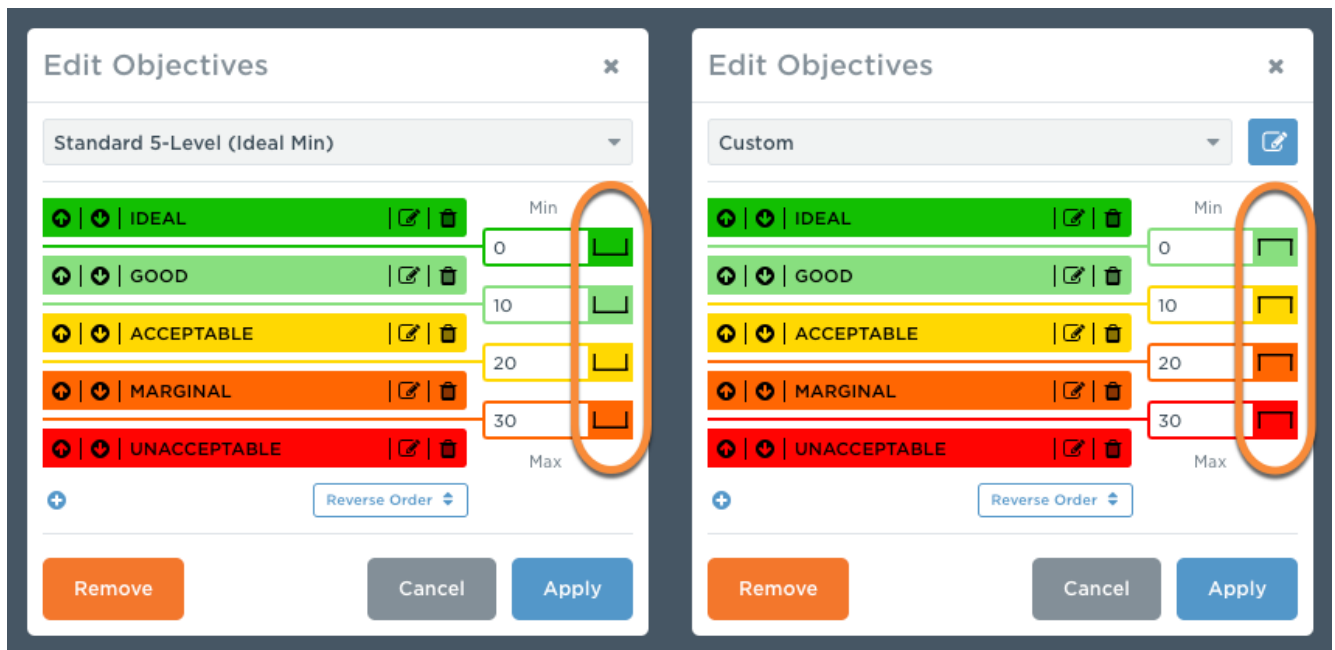 Edit Objectives
Standard 5-Level (Ideal Min)
Min
IDEAL
0
GOOD
10
ACCEPTABLE
20
MARGINAL
30
UNACCEPTABLE
Max
Reverse Order
Remove
Cancel
Apply
Edit Objectives
Custom
Min
IDEAL
0
GOOD
10
ACCEPTABLE
20
MARGINAL
30
UNACCEPTABLE
Max
Reverse Order
Remove
Cancel
Apply